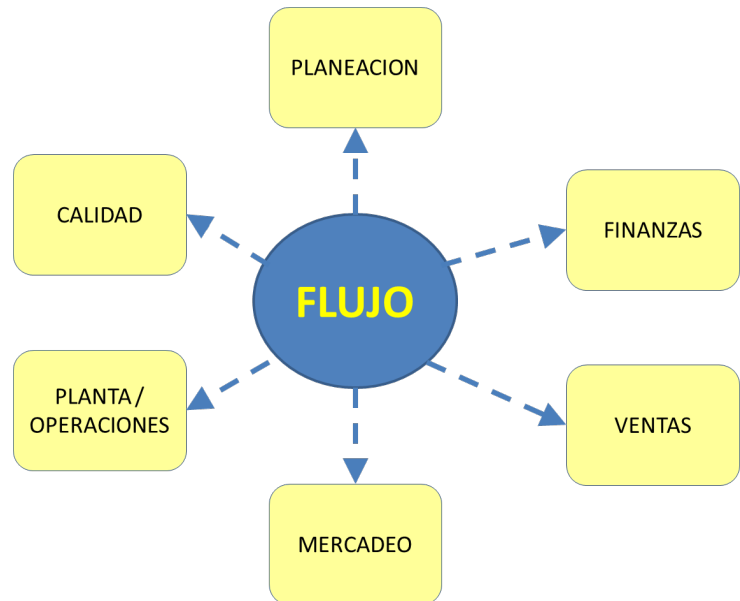 PLANEACION
CALIDAD
FINANZAS
FLUJO
PLANTA /
OPERACIONES
VENTAS
MERCADEO